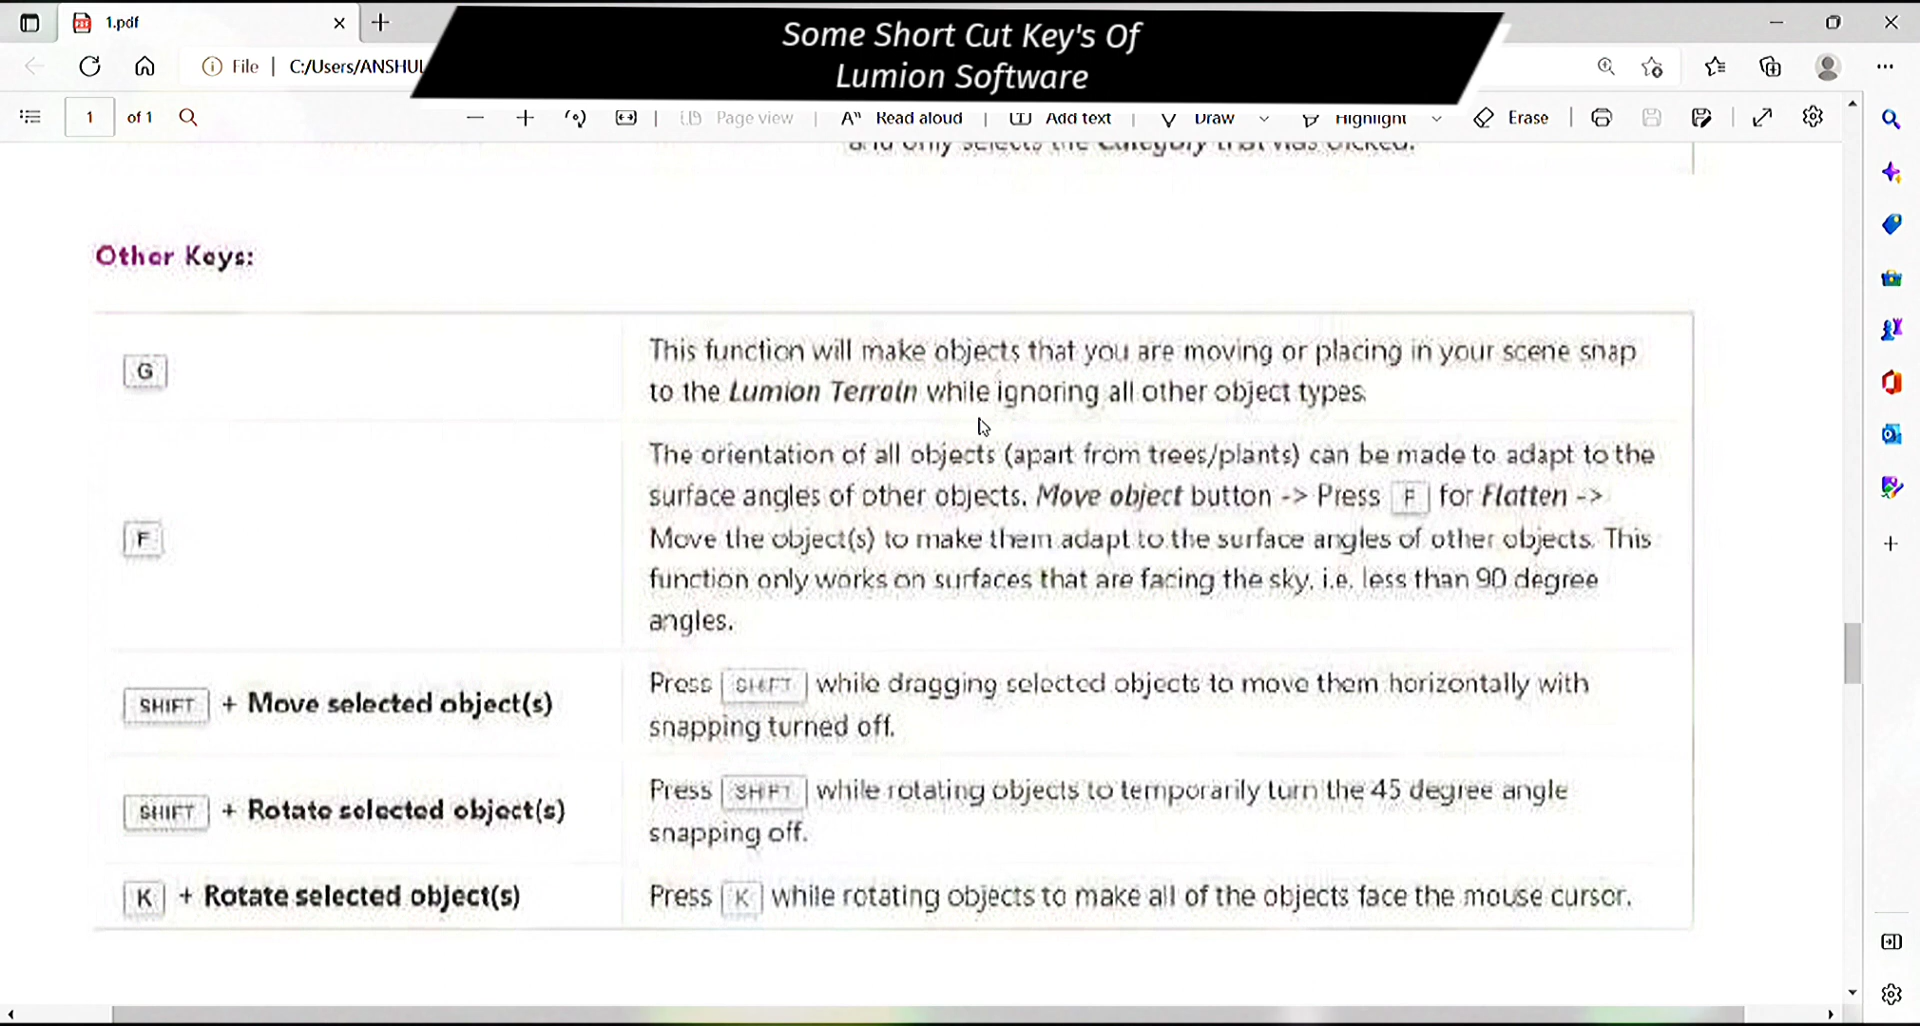 1.pdf
Some Short Cut Key's Of
Lumion Software
File
C:/Users/ANSHUL
1
of 1
Page view
Read aloud
Add text
Draw
Highlight
Erase
and only selects the Category that was clicked.
Other Keys:
G
This function will make objects that you are moving or placing in your scene snap
to the Lumion Terrain while ignoring all other object types.
F
The orientation of all objects (apart from trees/plants) can be made to adapt to the
surface angles of other objects. Move object button -> Press F for Flatten ->
Move the object(s) to make them adapt to the surface angles of other objects. This
function only works on surfaces that are facing the sky, i.e. less than 90 degree
angles.
SHIFT + Move selected object(s)
Press SHIFT while dragging selected objects to move them horizontally with
snapping turned off.
SHIFT + Rotate selected object(s)
Press SHIFT while rotating objects to temporarily turn the 45 degree angle
snapping off.
K + Rotate selected object(s)
Press K while rotating objects to make all of the objects face the mouse cursor.